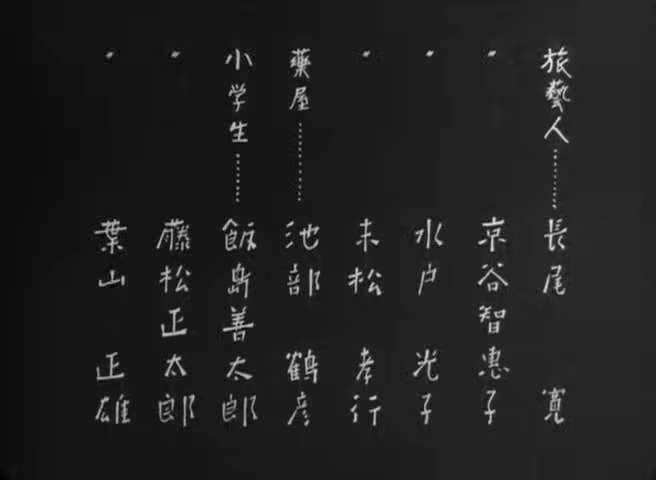 旅藝人………長尾 寛
〃 京谷智惠子
〃 水戸 光子
〃 末松 孝行
藥屋…………池部 鶴彦
小学生………飯島善太郎
〃 藤松正太郎
〃 葉山 正雄